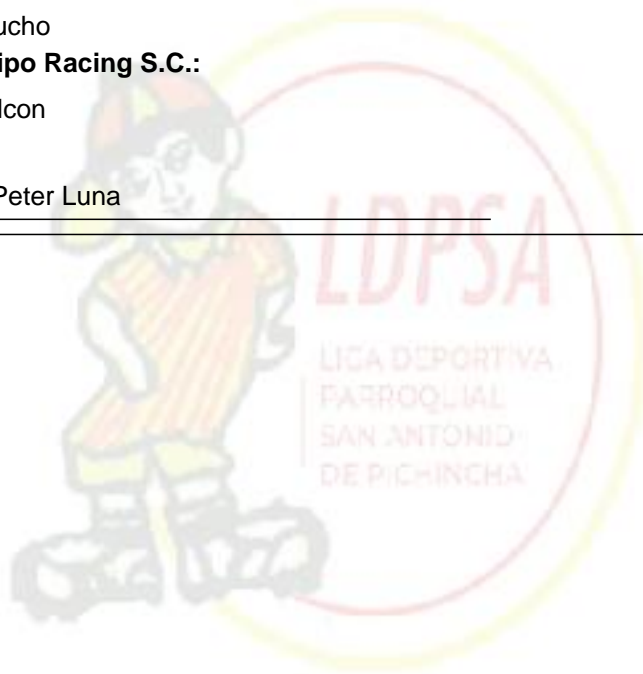 ucho
ipo Racing S.C.:
lcon
Peter Luna
LDPSA
LIGA DEPORTIVA
PARROQUIAL
SAN ANTONIO
DE PICHINCHA